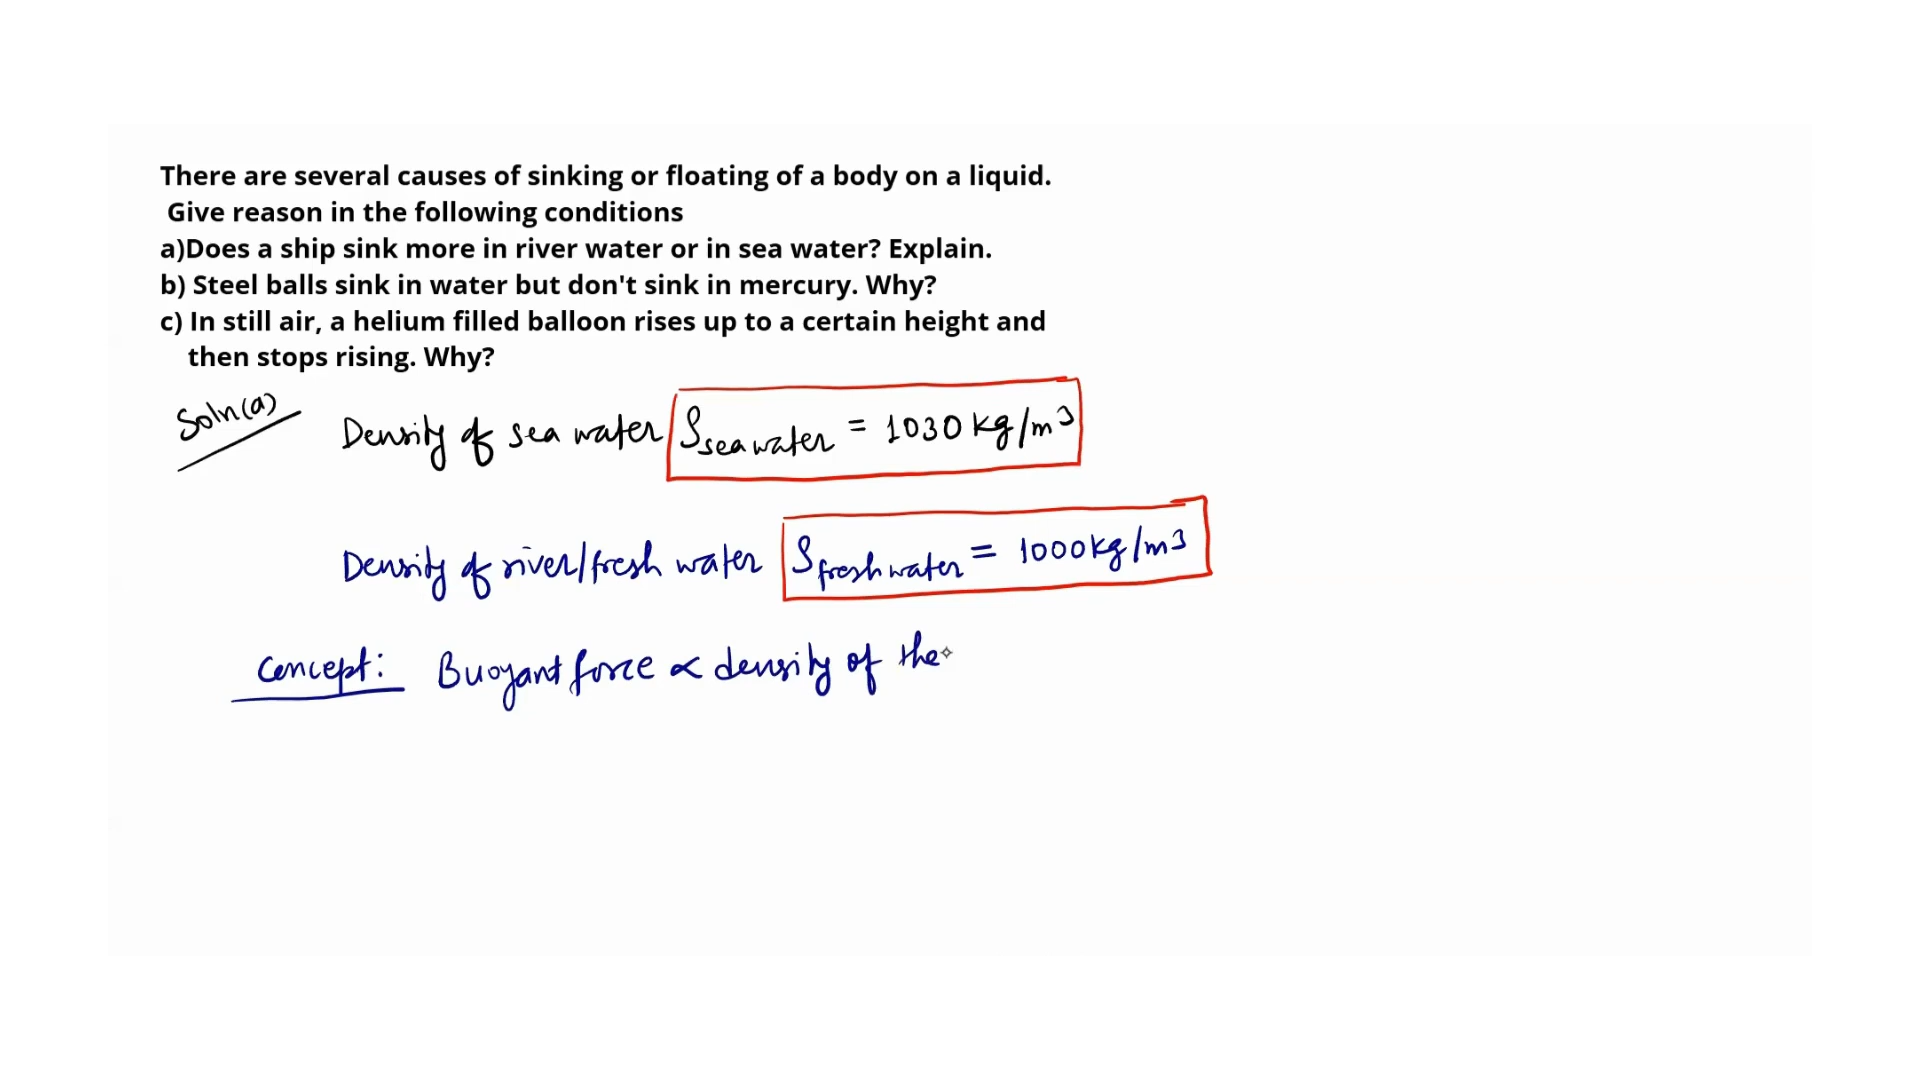 There are several causes of sinking or floating of a body on a liquid.
Give reason in the following conditions
a)Does a ship sink more in river water or in sea water? Explain.
b) Steel balls sink in water but don't sink in mercury. Why?
c) In still air, a helium filled balloon rises up to a certain height and
then stops rising. Why?
Soln(a)
Density of sea water ρsea water = 1030 kg/m³
Density of river/fresh water ρfresh water = 1000 kg/m³
Concept: Buoyant force ∝ density of the